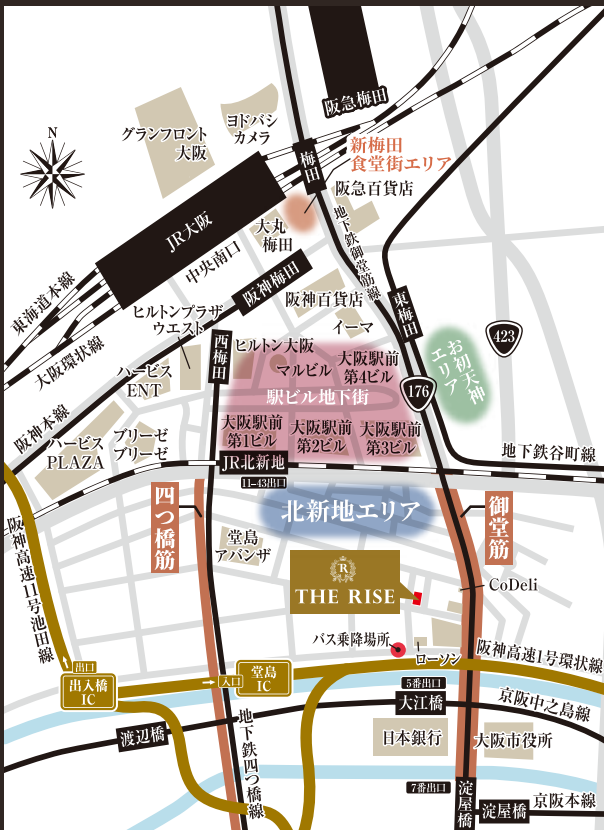 阪急梅田
ヨドバシ
カメラ
グランフロント
大阪
N
新梅田
食堂街エリア
梅田
阪急百貨店
JR大阪
大丸
梅田
地下鉄御堂筋線
中央南口
阪神梅田
東海道本線
阪神百貨店
東梅田
ヒルトンプラザ
ウエスト
イーマ
423
大阪環状線
西梅田
ヒルトン大阪
マルビル
大阪駅前
第4ビル
お初天神
エリア
ハービス
ENT
駅ビル地下街
176
阪神本線
ハービス
PLAZA
ブリーゼ
ブリーゼ
大阪駅前
第1ビル
大阪駅前
第2ビル
大阪駅前
第3ビル
地下鉄谷町線
JR北新地
11-43出口
四つ橋筋
北新地エリア
御堂筋
阪神高速11号池田線
堂島
アバンザ
R
THE RISE
CoDeli
バス乗降場所
ローソン
阪神高速1号環状線
出口
出入橋
IC
入口
堂島
IC
5番出口
大江橋
京阪中之島線
渡辺橋
地下鉄四つ橋線
日本銀行
大阪市役所
7番出口
淀屋橋
淀屋橋
京阪本線